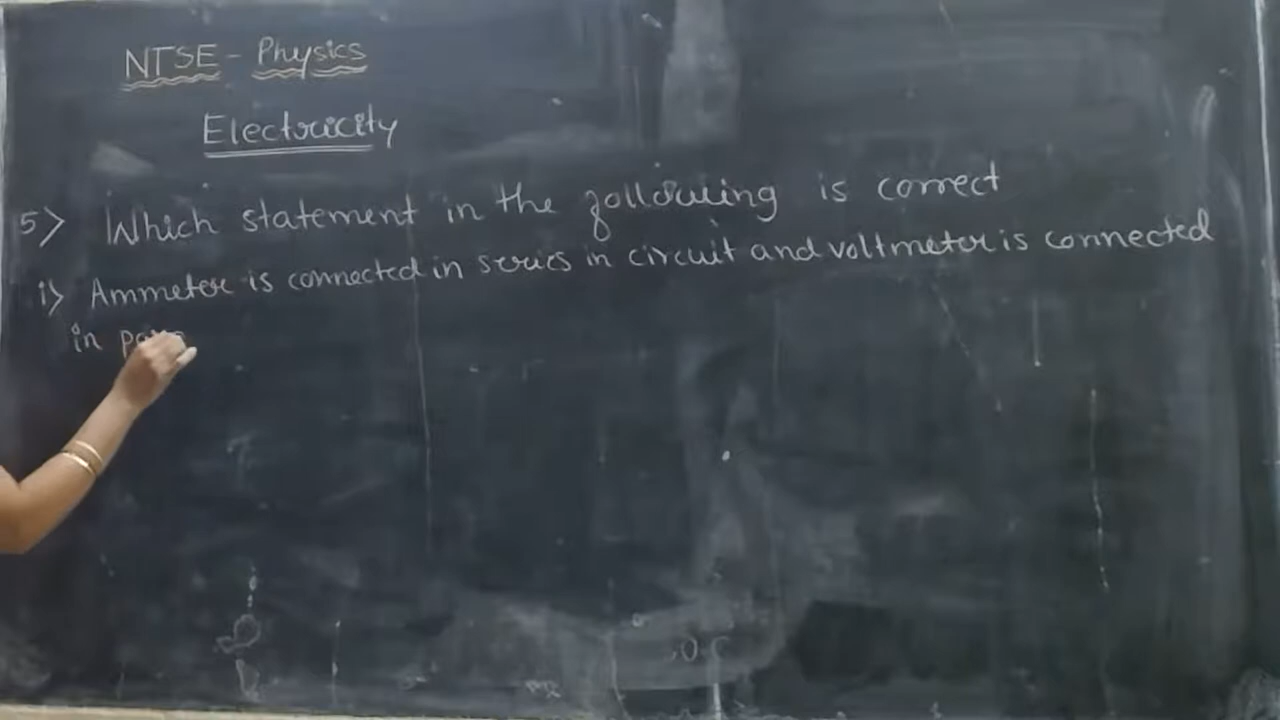 NTSE - Physics
Electricity
5> Which statement in the following is correct
i> Ammeter is connected in series in circuit and voltmeter is connected
in